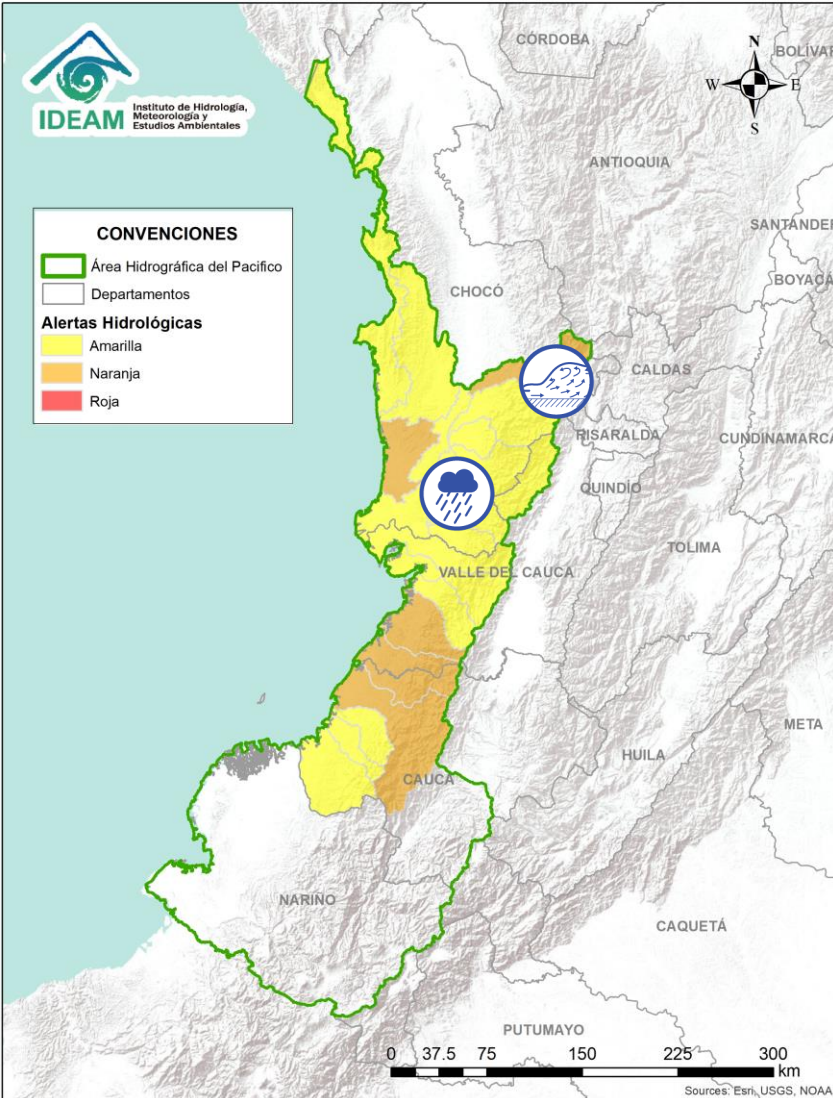 IDEAM
Instituto de Hidrología,
Meteorología y
Estudios Ambientales
CONVENCIONES
Área Hidrográfica del Pacifico
Departamentos
Alertas Hidrológicas
Amarilla
Naranja
Roja
N
W
E
S
CÓRDOBA
BOLÍVAR
ANTIOQUIA
SANTANDER
BOYACÁ
CHOCÓ
CALDAS
RISARALDA
CUNDINAMARCA
QUINDÍO
TOLIMA
VALLE DEL CAUCA
META
HUILA
CAUCA
NARIÑO
CAQUETÁ
PUTUMAYO
0 37.5 75 150 225 300
km
Sources: Esri, USGS, NOAA